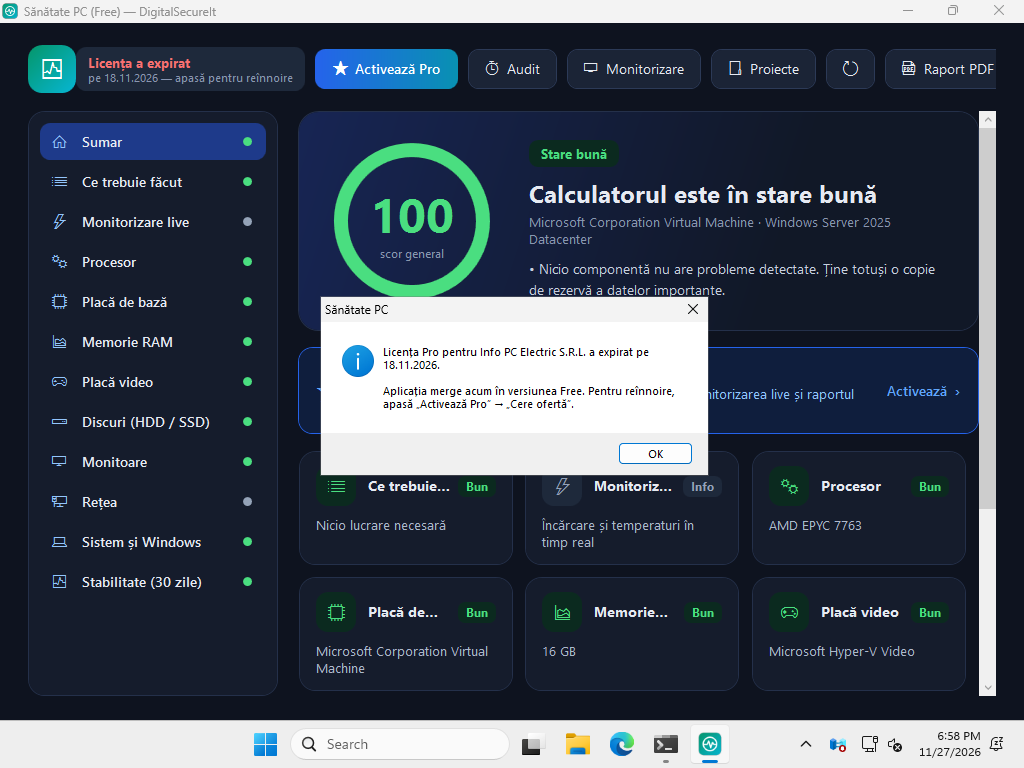 Sănătate PC (Free) — DigitalSecureIt
Licența a expirat
pe 18.11.2026 — apasă pentru reînnoire
Activează Pro
Audit
Monitorizare
Proiecte
Raport PDF
Sumar
Ce trebuie făcut
Monitorizare live
Procesor
Placă de bază
Memorie RAM
Placă video
Discuri (HDD / SSD)
Monitoare
Rețea
Sistem și Windows
Stabilitate (30 zile)
100
scor general
Stare bună
Calculatorul este în stare bună
Microsoft Corporation Virtual Machine · Windows Server 2025
Datacenter
• Nicio componentă nu are probleme detectate. Ține totuși o copie
de rezervă a datelor importante.
Sănătate PC
Licența Pro pentru Info PC Electric S.R.L. a expirat pe
18.11.2026.
Aplicația merge acum în versiunea Free. Pentru reînnoire,
apasă „Activează Pro” → „Cere ofertă”.
OK
nitorizarea live și raportul
Activează ›
Ce trebuie...
Bun
Nicio lucrare necesară
Monitoriz...
Info
Încărcare și temperaturi în
timp real
Procesor
Bun
AMD EPYC 7763
Placă de...
Bun
Microsoft Corporation Virtual
Machine
Memorie...
Bun
16 GB
Placă video
Bun
Microsoft Hyper-V Video
Search
6:58 PM
11/27/2026